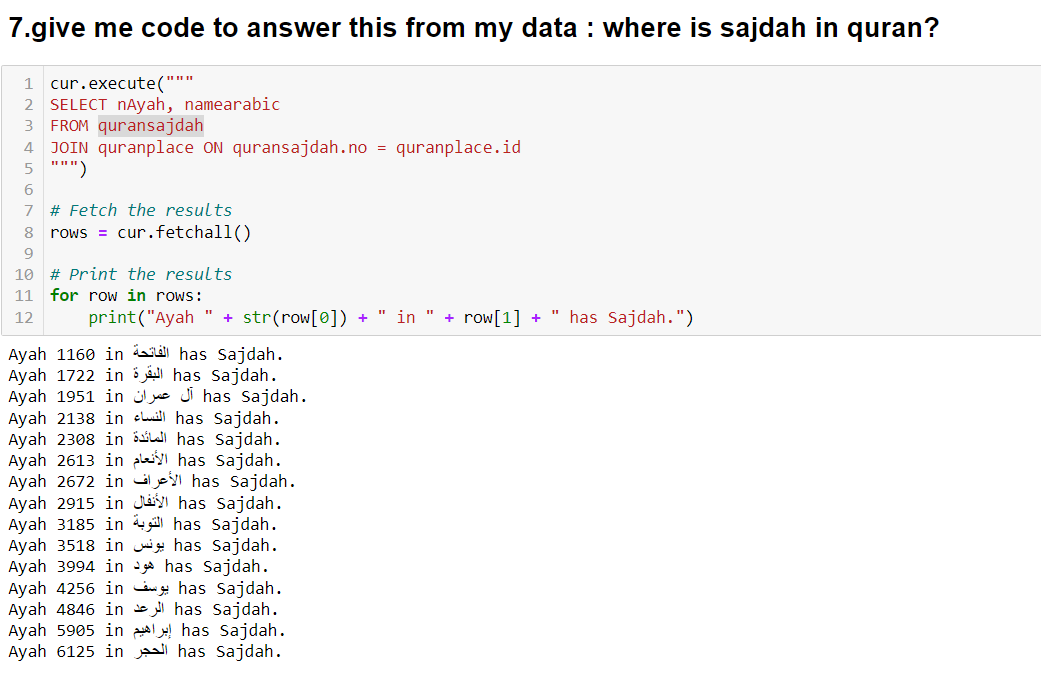 7.give me code to answer this from my data : where is sajdah in quran?
1 cur.execute("""
2 SELECT nAyah, namearabic
3 FROM quransajdah
4 JOIN quranplace ON quransajdah.no = quranplace.id
5 """)
6
7 # Fetch the results
8 rows = cur.fetchall()
9
10 # Print the results
11 for row in rows:
12     print("Ayah " + str(row[0]) + " in " + row[1] + " has Sajdah.")
Ayah 1160 in الفاتحة has Sajdah.
Ayah 1722 in البقرة has Sajdah.
Ayah 1951 in آل عمران has Sajdah.
Ayah 2138 in النساء has Sajdah.
Ayah 2308 in المائدة has Sajdah.
Ayah 2613 in الأنعام has Sajdah.
Ayah 2672 in الأعراف has Sajdah.
Ayah 2915 in الأنفال has Sajdah.
Ayah 3185 in التوبة has Sajdah.
Ayah 3518 in يونس has Sajdah.
Ayah 3994 in هود has Sajdah.
Ayah 4256 in يوسف has Sajdah.
Ayah 4846 in الرعد has Sajdah.
Ayah 5905 in إبراهيم has Sajdah.
Ayah 6125 in الحجر has Sajdah.